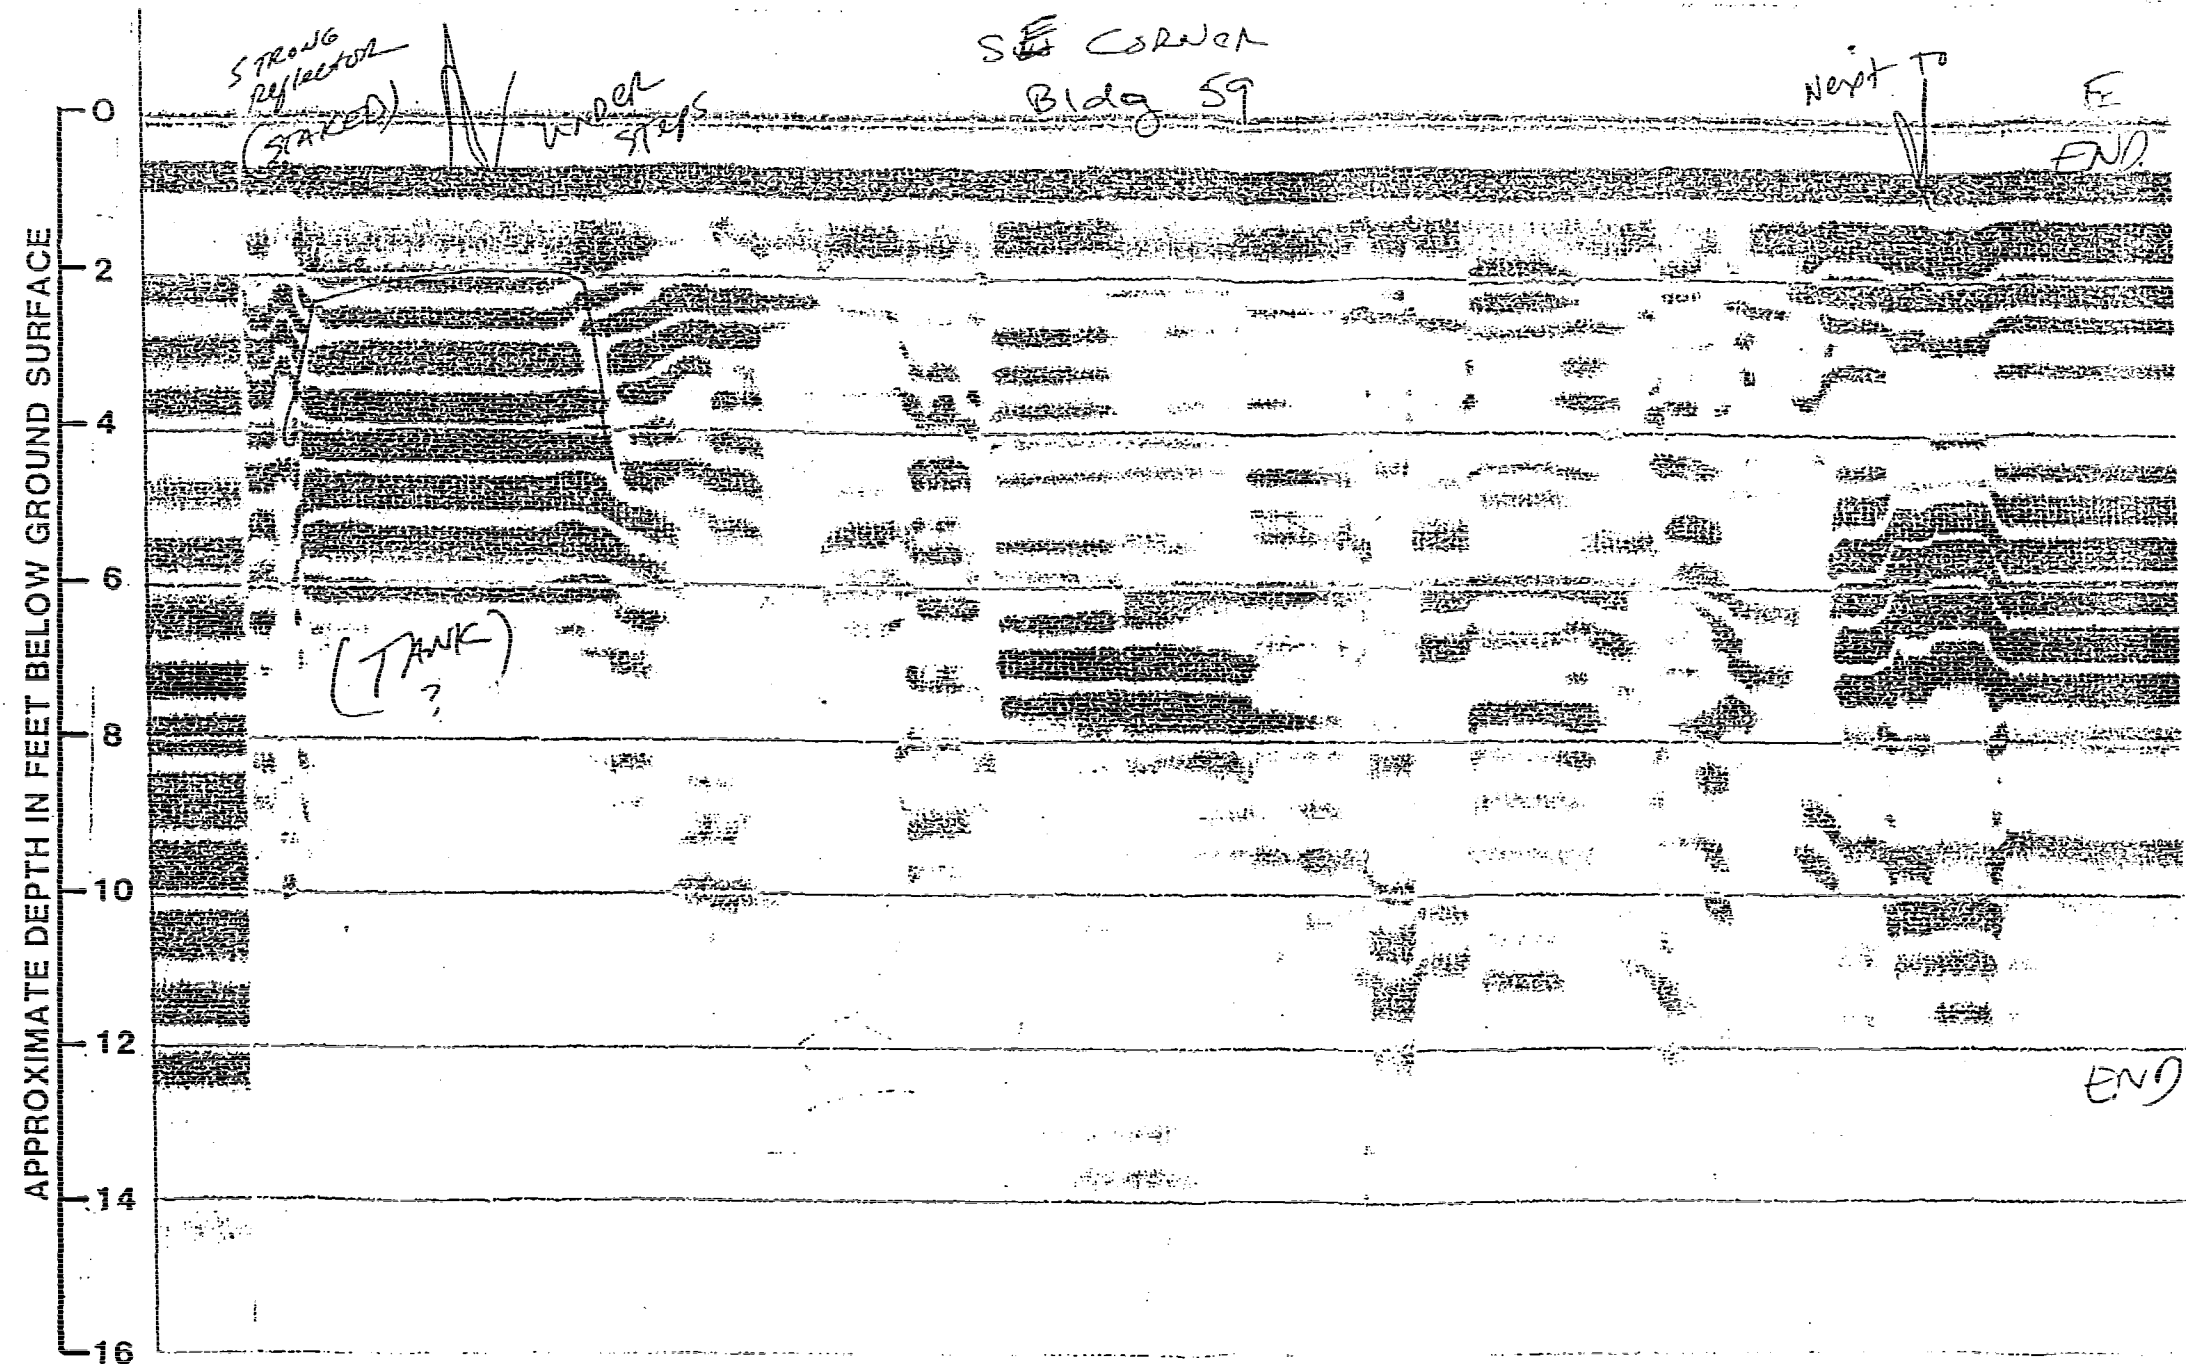 STRONG
Reflector
(STAKED)
UNDER
STEPS
SE CORNER
Bldg 59
Next To
END
APPROXIMATE DEPTH IN FEET BELOW GROUND SURFACE
0
2
4
6
8
10
12
14
16
(TANK)
?
END